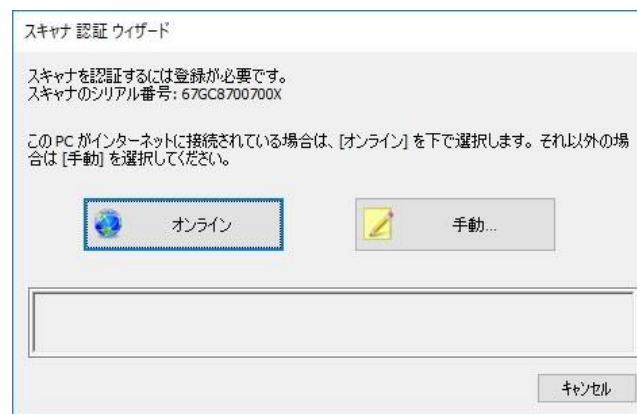 スキャナ 認証 ウィザード
スキャナを認証するには登録が必要です。
スキャナのシリアル番号: 67GC8700700X
この PC がインターネットに接続されている場合は、[オンライン] を下で選択します。それ以外の場
合は [手動] を選択してください。
オンライン
手動...
キャンセル